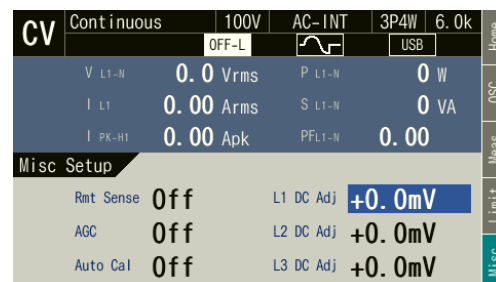 CV Continuous 100V AC-INT 3P4W 6.0k
OFF-L USB
V L1-N 0.0 Vrms P L1-N 0 W
I L1 0.00 Arms S L1-N 0 VA
I PK-H1 0.00 Apk PFL1-N 0.00
Misc Setup
Rmt Sense Off L1 DC Adj +0.0mV
AGC Off L2 DC Adj +0.0mV
Auto Cal Off L3 DC Adj +0.0mV
Home
OSC
Meas
Limit
Misc